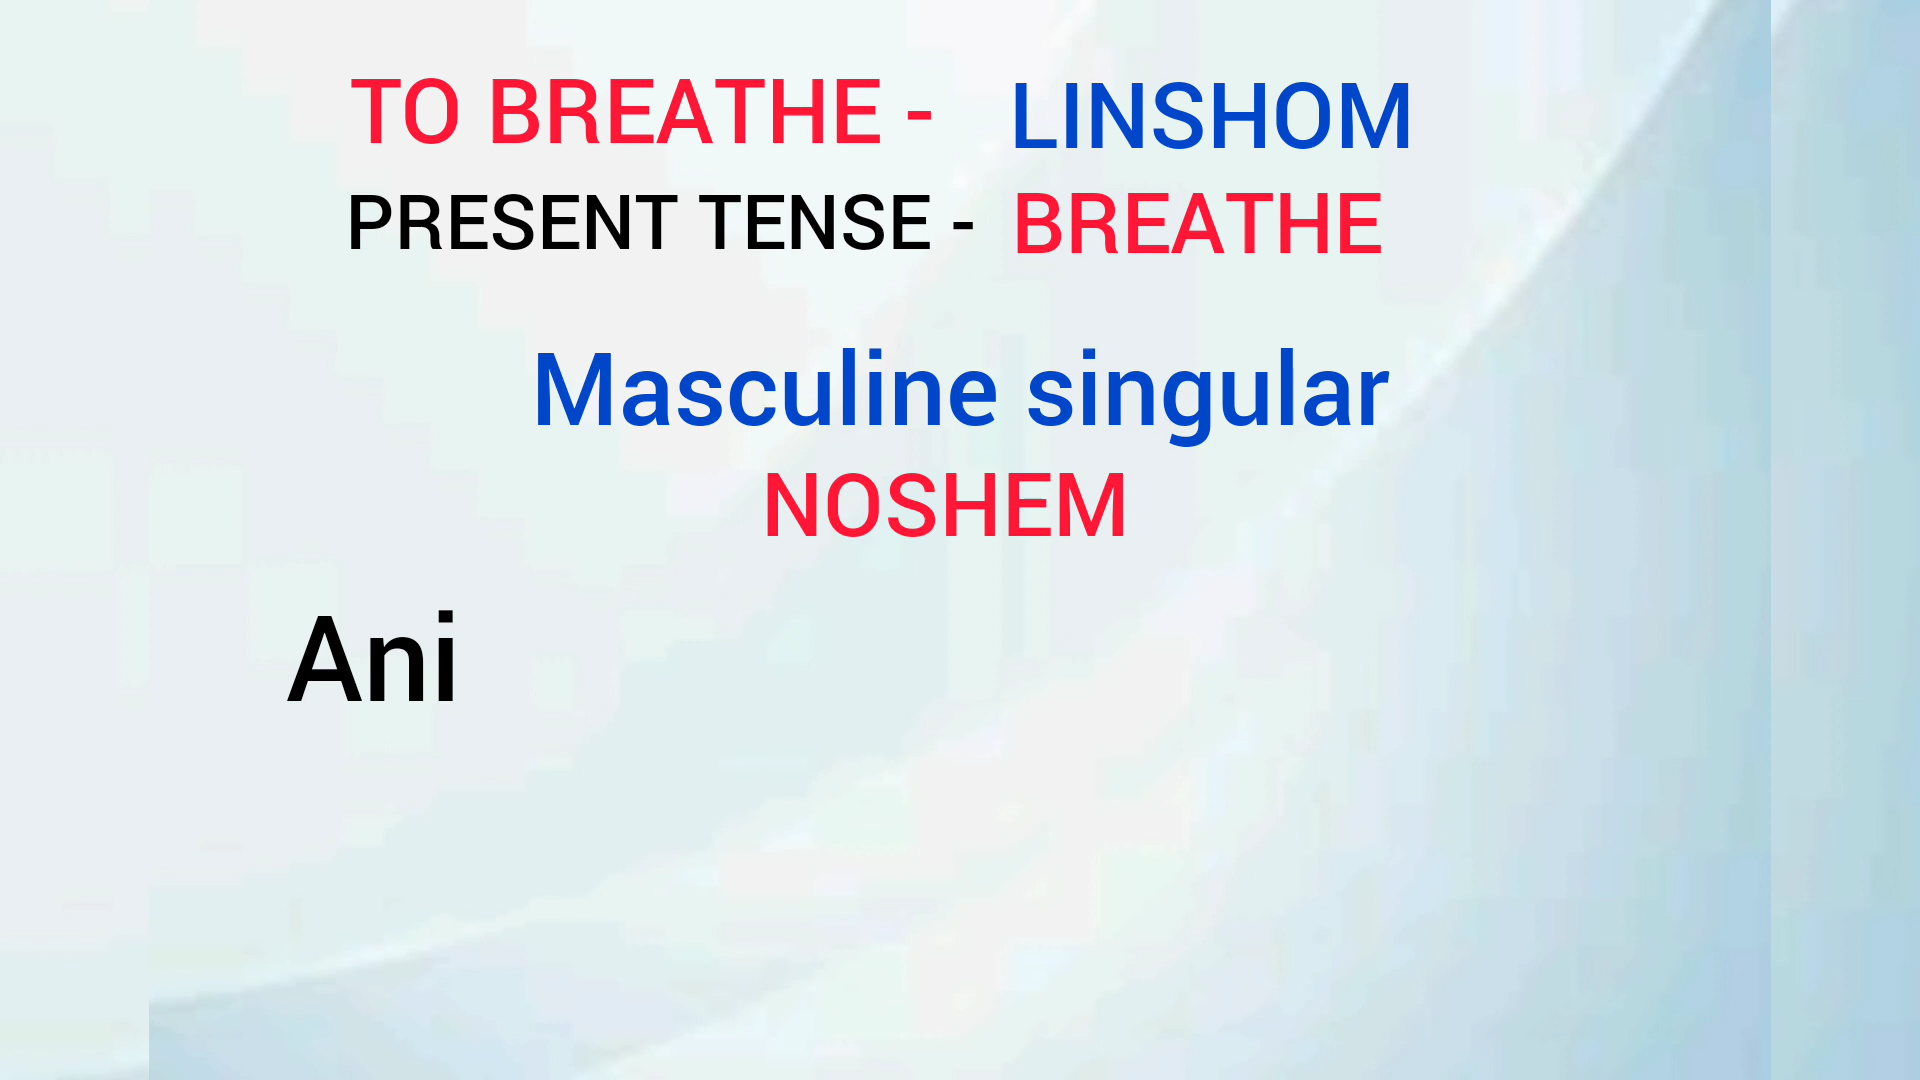 TO BREATHE - LINSHOM
PRESENT TENSE - BREATHE
Masculine singular
NOSHEM
Ani